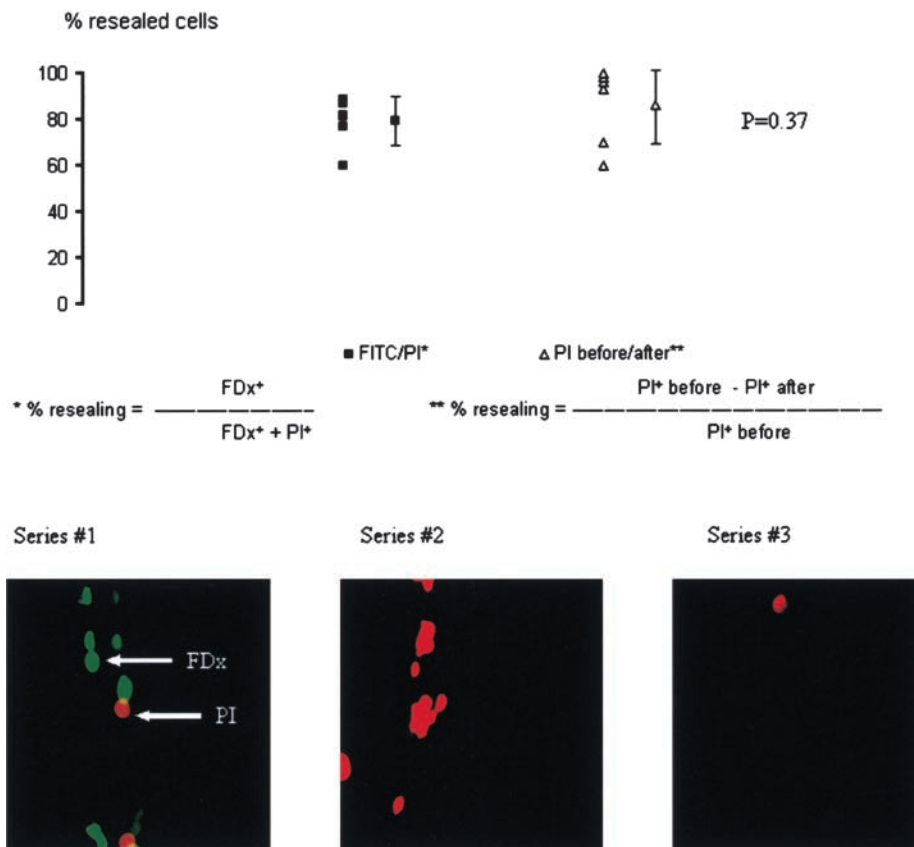 % resealed cells
100
80
60
40
20
0
P=0.37
■ FITC/PI* △ PI before/after**
* % resealing = FDx⁺ / FDx⁺ + PI⁺
** % resealing = PI⁺ before - PI⁺ after / PI⁺ before
Series #1 Series #2 Series #3
FDx
PI